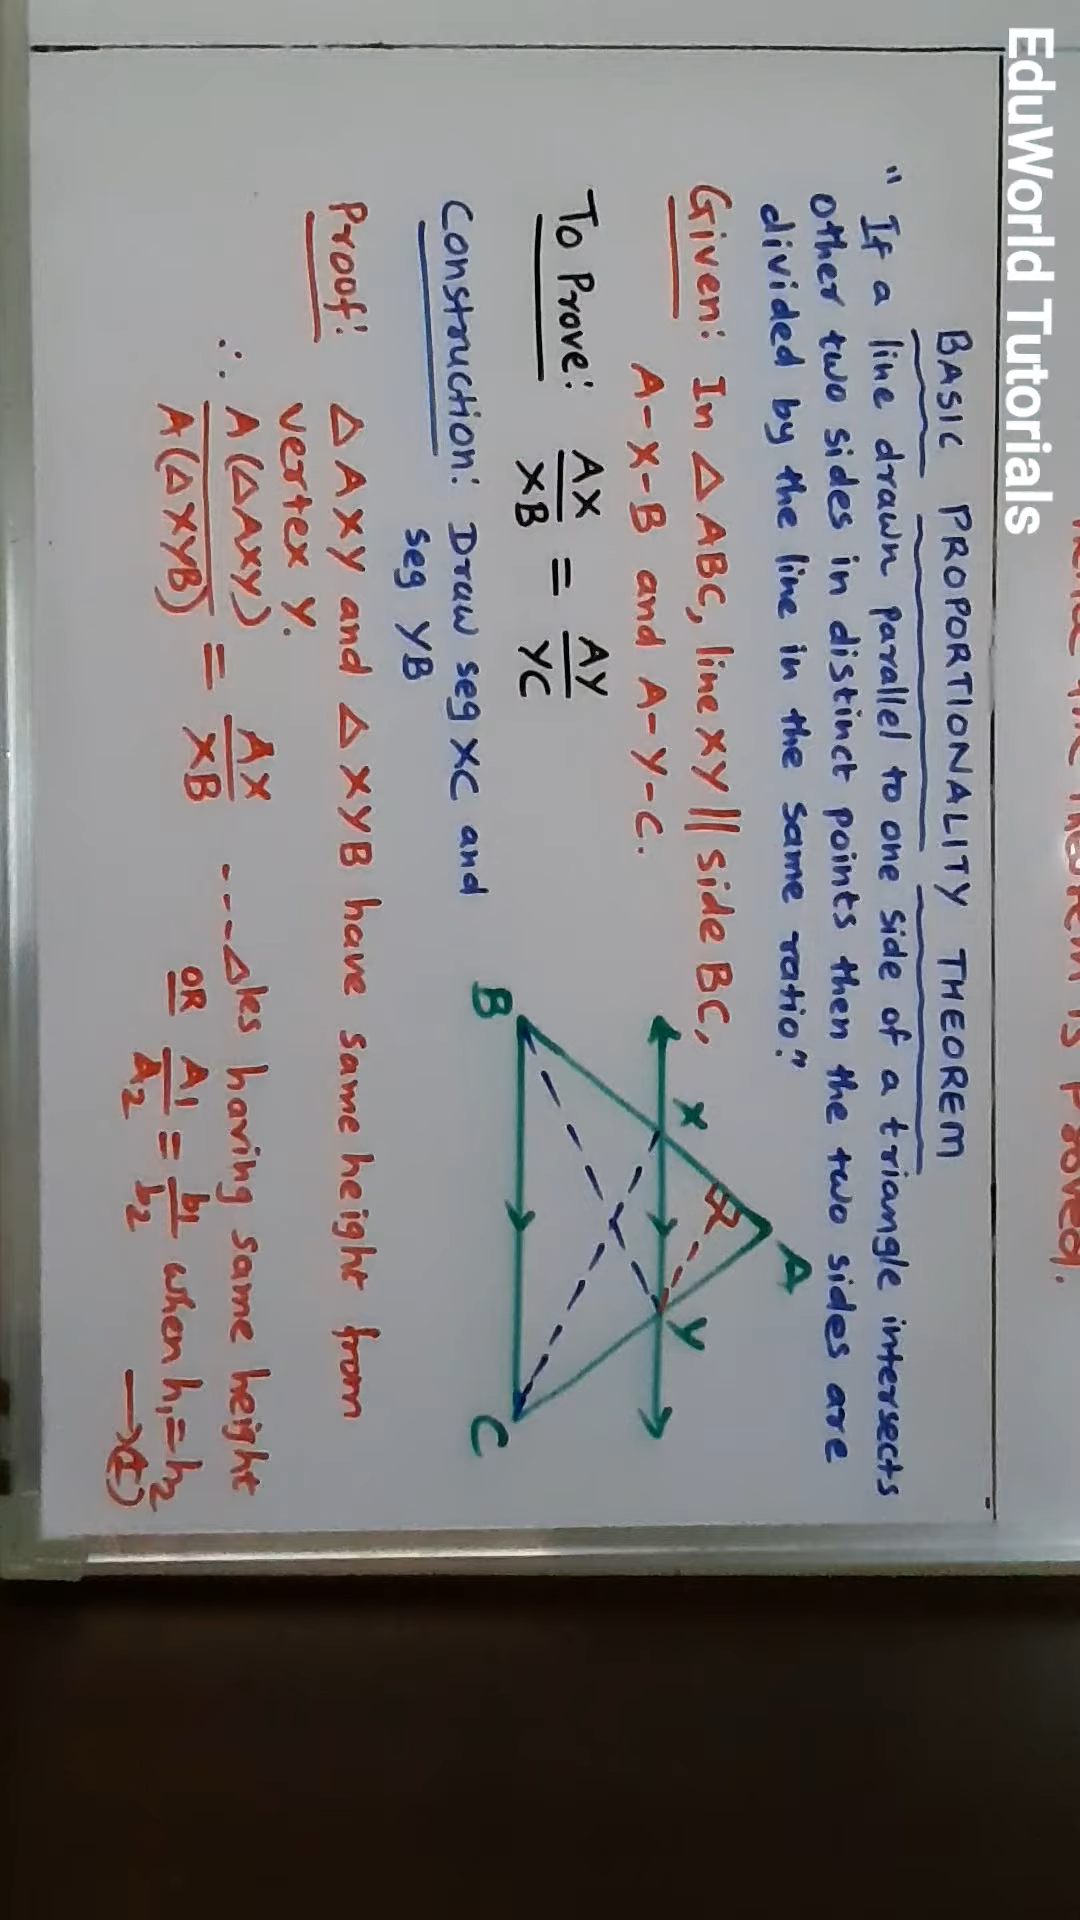 EduWorld Tutorials
BASIC PROPORTIONALITY THEOREM
" If a line drawn parallel to one side of a triangle intersects
other two sides in distinct points then the two sides are
divided by the line in the same ratio."
Given: In △ ABC, line XY || side BC,
A-X-B and A-Y-C.
To Prove: AX/XB = AY/YC
Construction: Draw seg XC and
seg YB
A
X
Y
B
C
Proof: △ AXY and △ XYB have same height from
vertex Y.
∴ A(△AXY)/A(△XYB) = AX/XB ---△les having same height
OR A1/A2 = b1/b2 when h1=h2